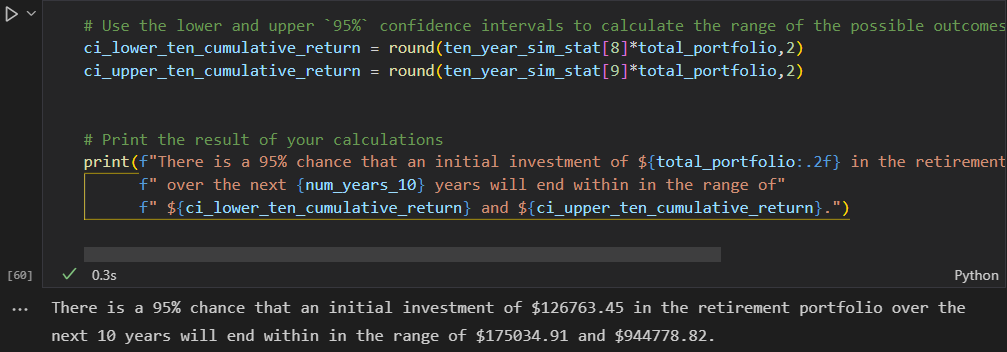 # Use the lower and upper `95%` confidence intervals to calculate the range of the possible outcomes
ci_lower_ten_cumulative_return = round(ten_year_sim_stat[8]*total_portfolio,2)
ci_upper_ten_cumulative_return = round(ten_year_sim_stat[9]*total_portfolio,2)
# Print the result of your calculations
print(f"There is a 95% chance that an initial investment of ${total_portfolio:.2f} in the retirement
f" over the next {num_years_10} years will end within in the range of"
f" ${ci_lower_ten_cumulative_return} and ${ci_upper_ten_cumulative_return}.")
[60]
0.3s
Python
There is a 95% chance that an initial investment of $126763.45 in the retirement portfolio over the
next 10 years will end within in the range of $175034.91 and $944778.82.